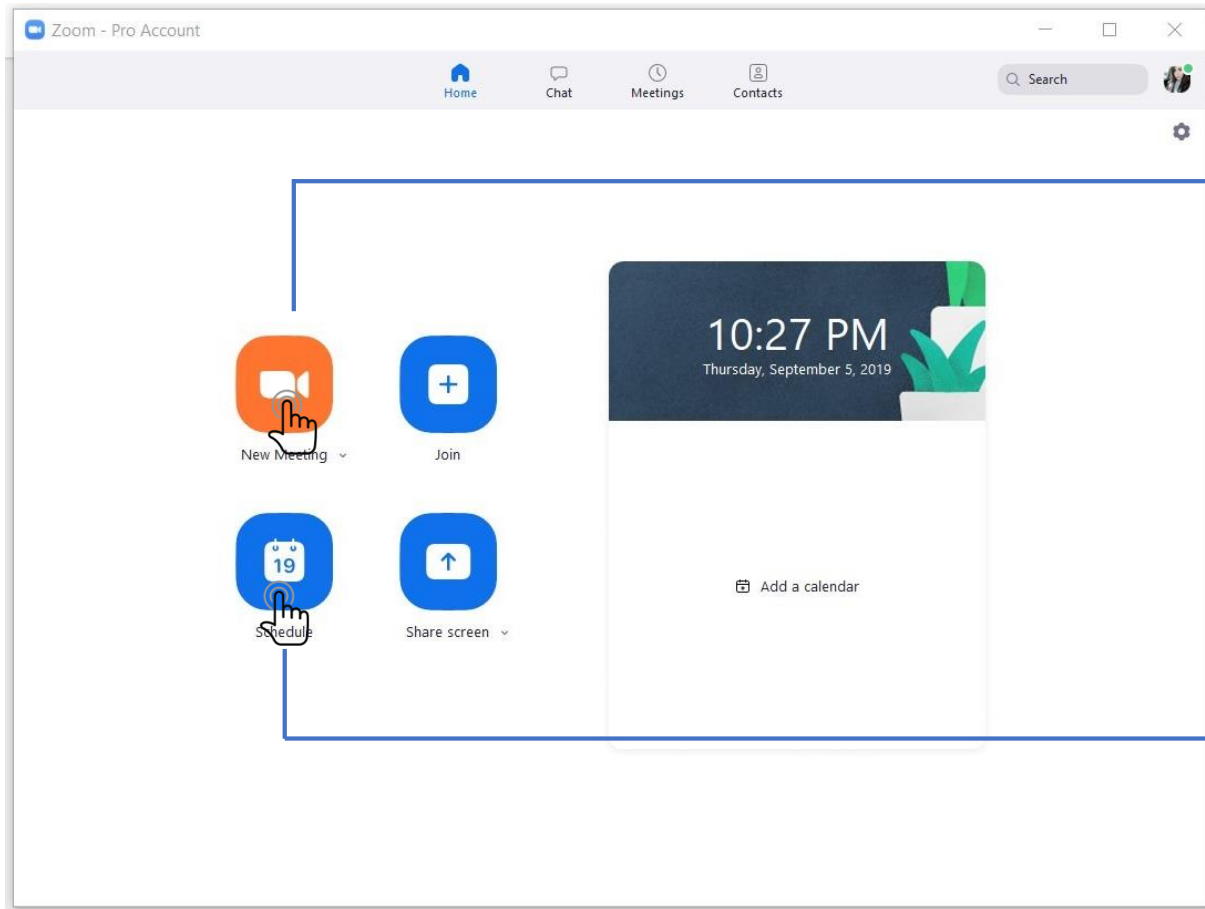 Zoom - Pro Account
Home
Chat
Meetings
Contacts
Search
10:27 PM
Thursday, September 5, 2019
New Meeting
Join
19
Schedule
Share screen
Add a calendar